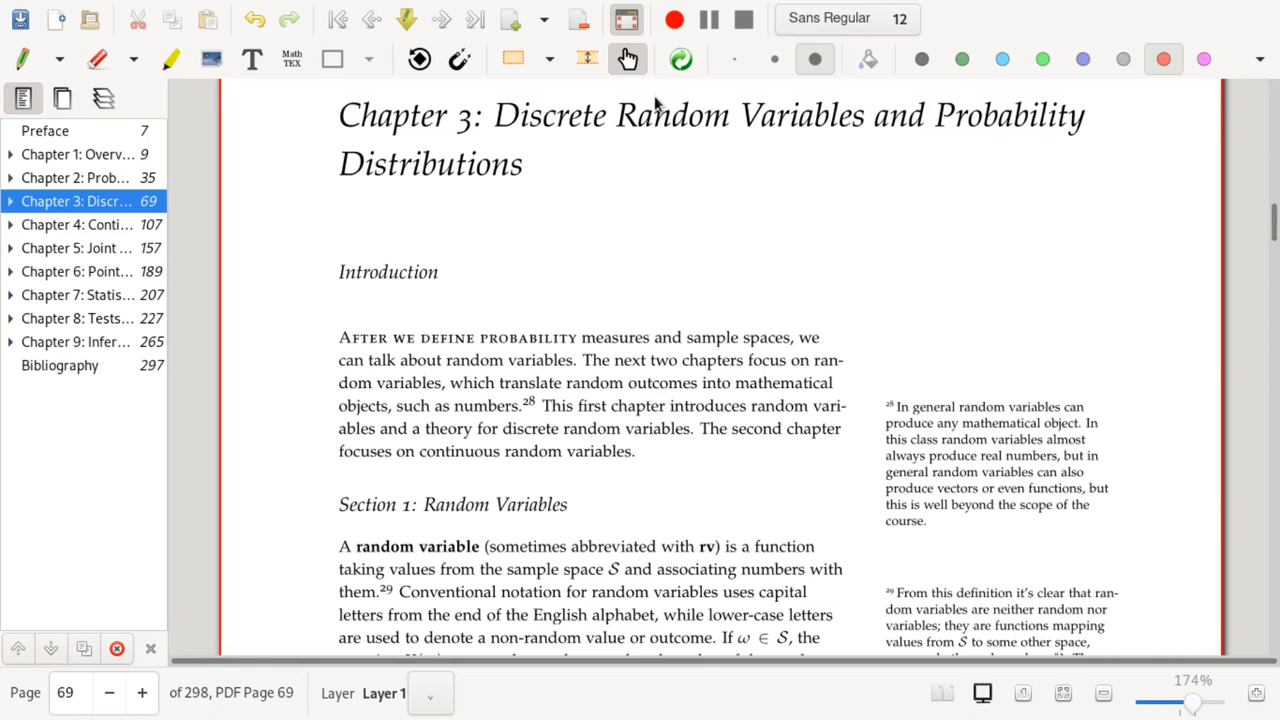 Sans Regular 12
Math
TEX
Preface 7
Chapter 1: Overv... 9
Chapter 2: Prob... 35
Chapter 3: Discr... 69
Chapter 4: Conti... 107
Chapter 5: Joint ... 157
Chapter 6: Point... 189
Chapter 7: Statis... 207
Chapter 8: Tests... 227
Chapter 9: Infer... 265
Bibliography 297
Chapter 3: Discrete Random Variables and Probability
Distributions
Introduction
AFTER WE DEFINE PROBABILITY measures and sample spaces, we
can talk about random variables. The next two chapters focus on ran-
dom variables, which translate random outcomes into mathematical
objects, such as numbers.28 This first chapter introduces random vari-
ables and a theory for discrete random variables. The second chapter
focuses on continuous random variables.
Section 1: Random Variables
A random variable (sometimes abbreviated with rv) is a function
taking values from the sample space S and associating numbers with
them.29 Conventional notation for random variables uses capital
letters from the end of the English alphabet, while lower-case letters
are used to denote a non-random value or outcome. If ω ∈ S, the
28 In general random variables can
produce any mathematical object. In
this class random variables almost
always produce real numbers, but in
general random variables can also
produce vectors or even functions, but
this is well beyond the scope of the
course.
29 From this definition it's clear that ran-
dom variables are neither random nor
variables; they are functions mapping
values from S to some other space,
Page 69 of 298, PDF Page 69 Layer Layer 1 174%